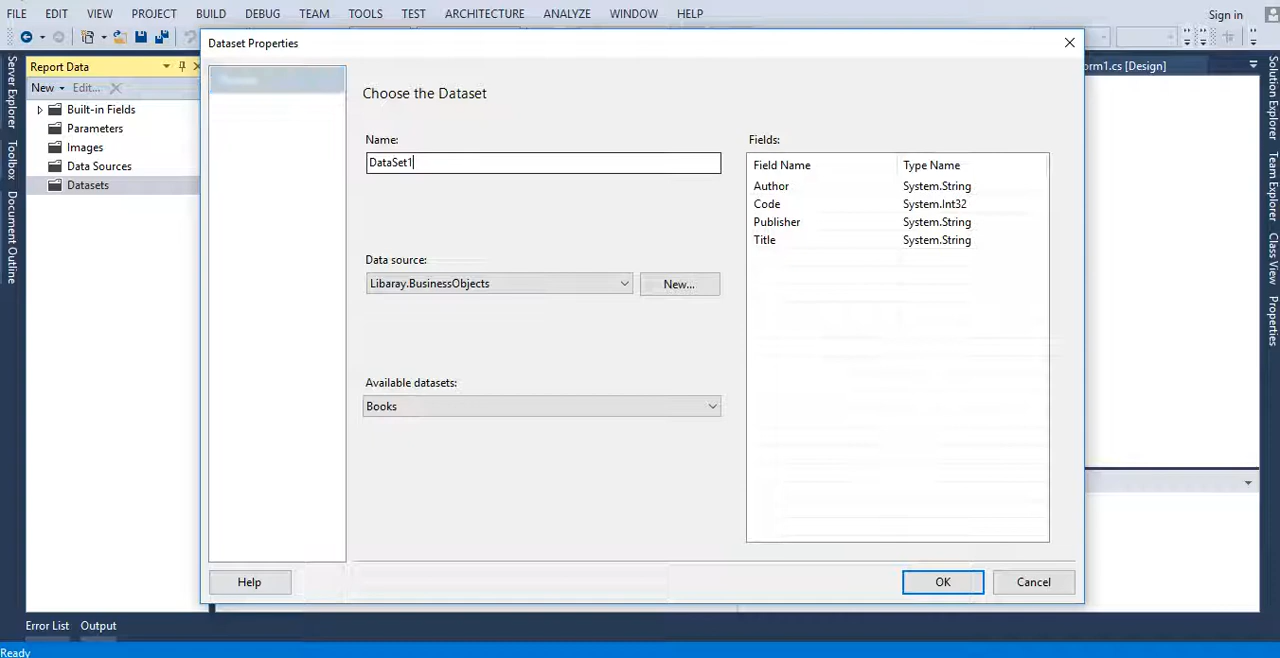 FILE EDIT VIEW PROJECT BUILD DEBUG TEAM TOOLS TEST ARCHITECTURE ANALYZE WINDOW HELP
Sign in
Server Explorer
Toolbox
Document Outline
Report Data
New Edit...
Built-in Fields
Parameters
Images
Data Sources
Datasets
Dataset Properties
Choose the Dataset
Name:
DataSet1
Data source:
Libaray.BusinessObjects
New...
Available datasets:
Books
Fields:
Field Name Type Name
Author System.String
Code System.Int32
Publisher System.String
Title System.String
Help
OK
Cancel
orm1.cs [Design]
Solution Explorer
Team Explorer
Class View
Properties
Error List Output
Ready